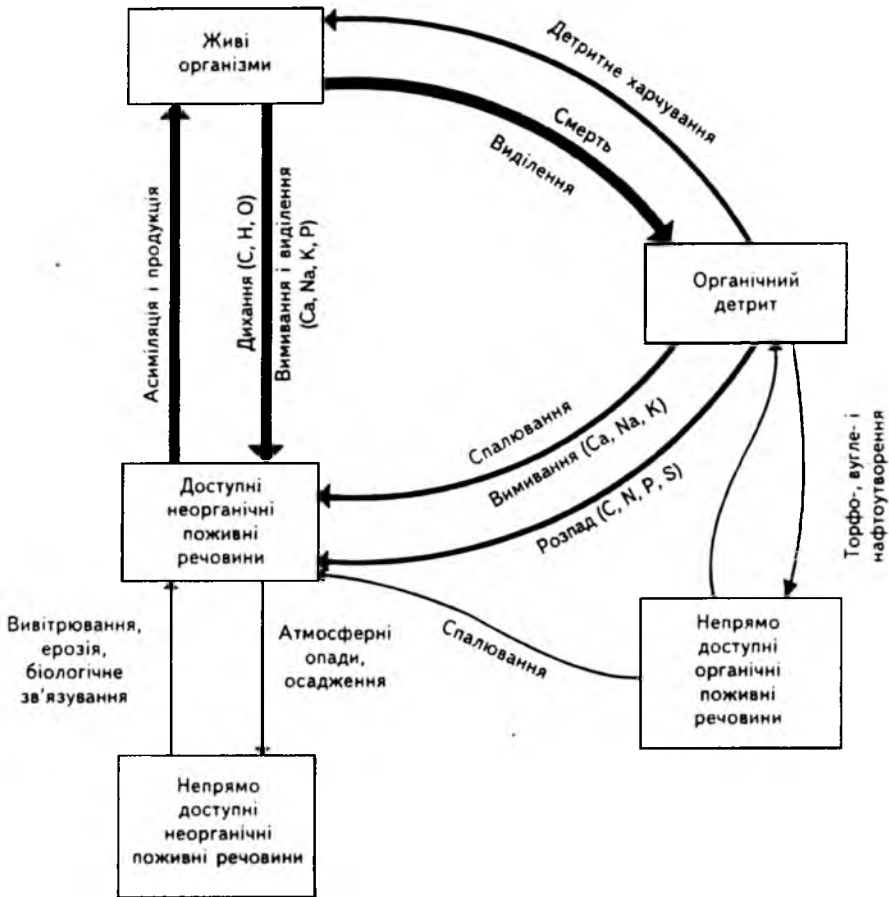 Живі
організми
Детритне харчування
Смерть
Виділення
Асиміляція і продукція
Дихання (C, H, O)
Вимивання і виділення
(Ca, Na, K, P)
Органічний
детрит
Спалювання
Вимивання (Ca, Na, K)
Розпад (C, N, P, S)
Торфо-, вугле- і
нафтоутворення
Доступні
неорганічні
поживні
речовини
Вивітрювання,
ерозія,
біологічне
зв'язування
Атмосферні
опади,
осадження
Спалювання
Непрямо
доступні
органічні
поживні
речовини
Непрямо
доступні
неорганічні
поживні речовини